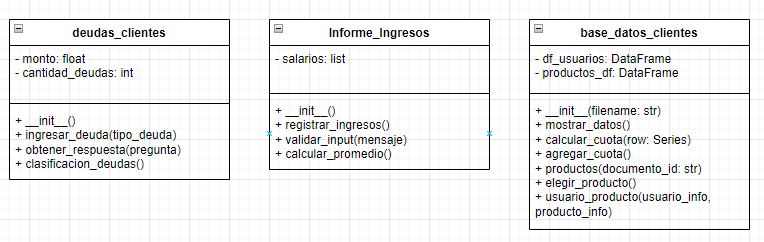 deudas_clientes
- monto: float
- cantidad_deudas: int
+ __init__()
+ ingresar_deuda(tipo_deuda)
+ obtener_respuesta(pregunta)
+ clasificacion_deudas()
Informe_Ingresos
- salarios: list
+ __init__()
+ registrar_ingresos()
+ validar_input(mensaje)
+ calcular_promedio()
base_datos_clientes
- df_usuarios: DataFrame
- productos_df: DataFrame
+ __init__(filename: str)
+ mostrar_datos()
+ calcular_cuota(row: Series)
+ agregar_cuota()
+ productos(documento_id: str)
+ elegir_producto()
+ usuario_producto(usuario_info,
producto_info)